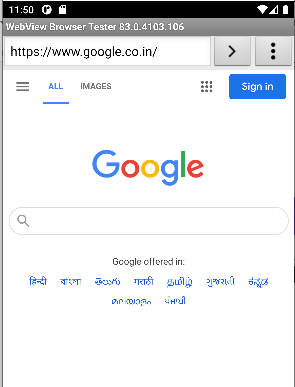 11:50
WebView Browser Tester 83.0.4103.106
https://www.google.co.in/
ALL IMAGES Sign in
Google
Google offered in:
हिन्दी বাংলা తెలుగు मराठी தமிழ் ગુજરાતી ಕನ್ನಡ
മലയാളം ਪੰਜਾਬੀ